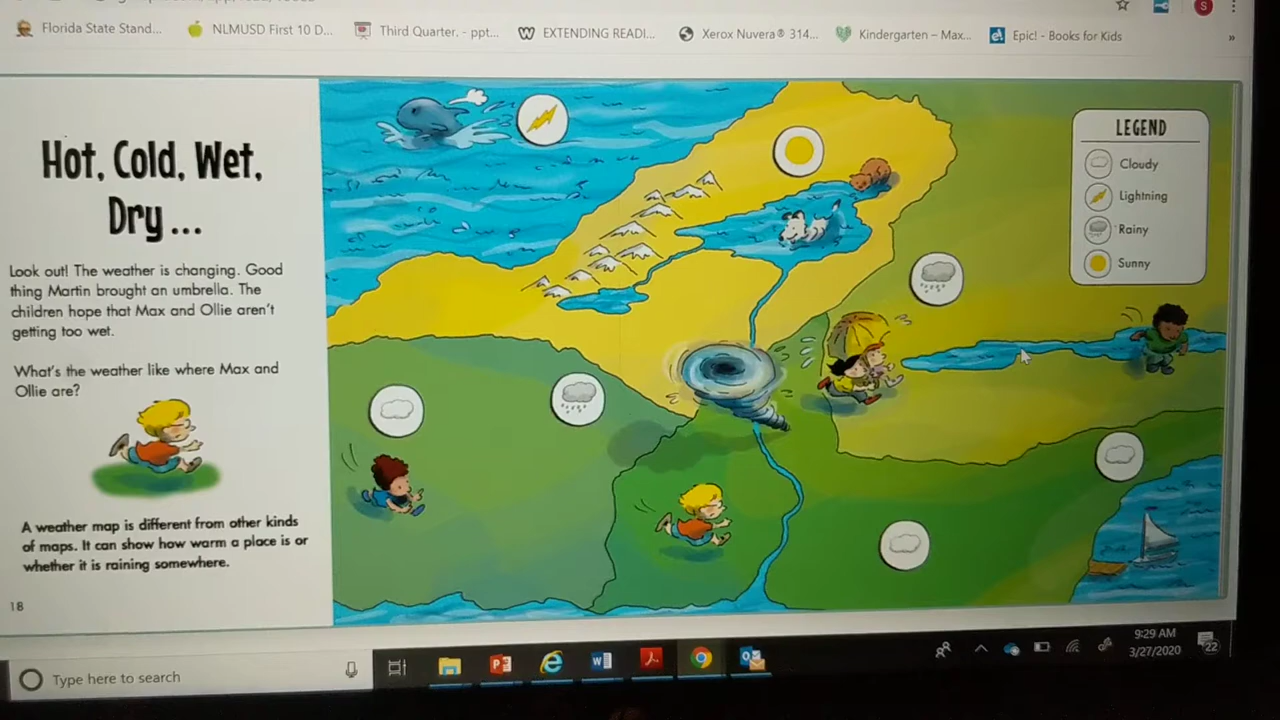 Florida State Stand...
NLMUSD First 10 D...
Third Quarter. - ppt...
EXTENDING READI...
Xerox Nuvera® 314...
Kindergarten – Max...
Epic! - Books for Kids
»
S
Hot, Cold, Wet,
Dry...
Look out! The weather is changing. Good
thing Martin brought an umbrella. The
children hope that Max and Ollie aren't
getting too wet.
What's the weather like where Max and
Ollie are?
A weather map is different from other kinds
of maps. It can show how warm a place is or
whether it is raining somewhere.
18
LEGEND
Cloudy
Lightning
Rainy
Sunny
Type here to search
9:29 AM
3/27/2020
22